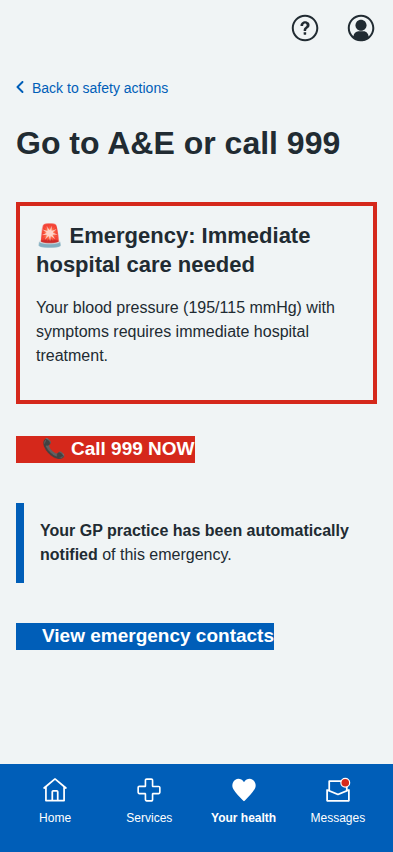 Back to safety actions
Go to A&E or call 999
🚨 Emergency: Immediate
hospital care needed
Your blood pressure (195/115 mmHg) with
symptoms requires immediate hospital
treatment.
📞 Call 999 NOW
Your GP practice has been automatically
notified of this emergency.
View emergency contacts
Home
Services
Your health
Messages